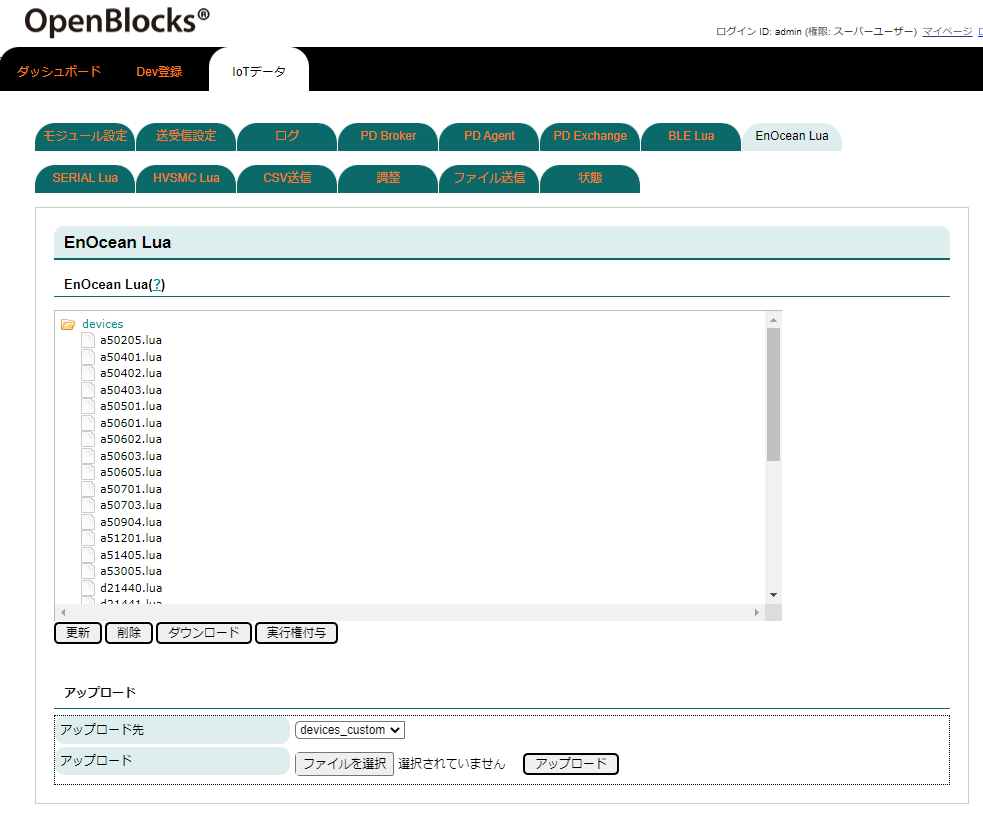 OpenBlocks®
ログイン ID: admin (権限: スーパーユーザー) マイページ
ダッシュボード Dev登録 IoTデータ
モジュール設定 送受信設定 ログ PD Broker PD Agent PD Exchange BLE Lua EnOcean Lua
SERIAL Lua HVSMC Lua CSV送信 調整 ファイル送信 状態
EnOcean Lua
EnOcean Lua(?)
devices
a50205.lua
a50401.lua
a50402.lua
a50403.lua
a50501.lua
a50601.lua
a50602.lua
a50603.lua
a50605.lua
a50701.lua
a50703.lua
a50904.lua
a51201.lua
a51405.lua
a53005.lua
d21440.lua
d21441.lua
更新 削除 ダウンロード 実行権付与
アップロード
アップロード先 devices_custom
アップロード ファイルを選択 選択されていません アップロード